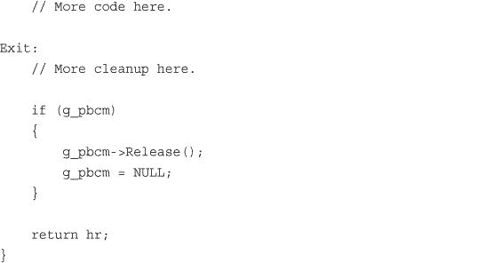 // More code here.
Exit:
// More cleanup here.
if (g_pbcm)
{
g_pbcm->Release();
g_pbcm = NULL;
}
return hr;
}